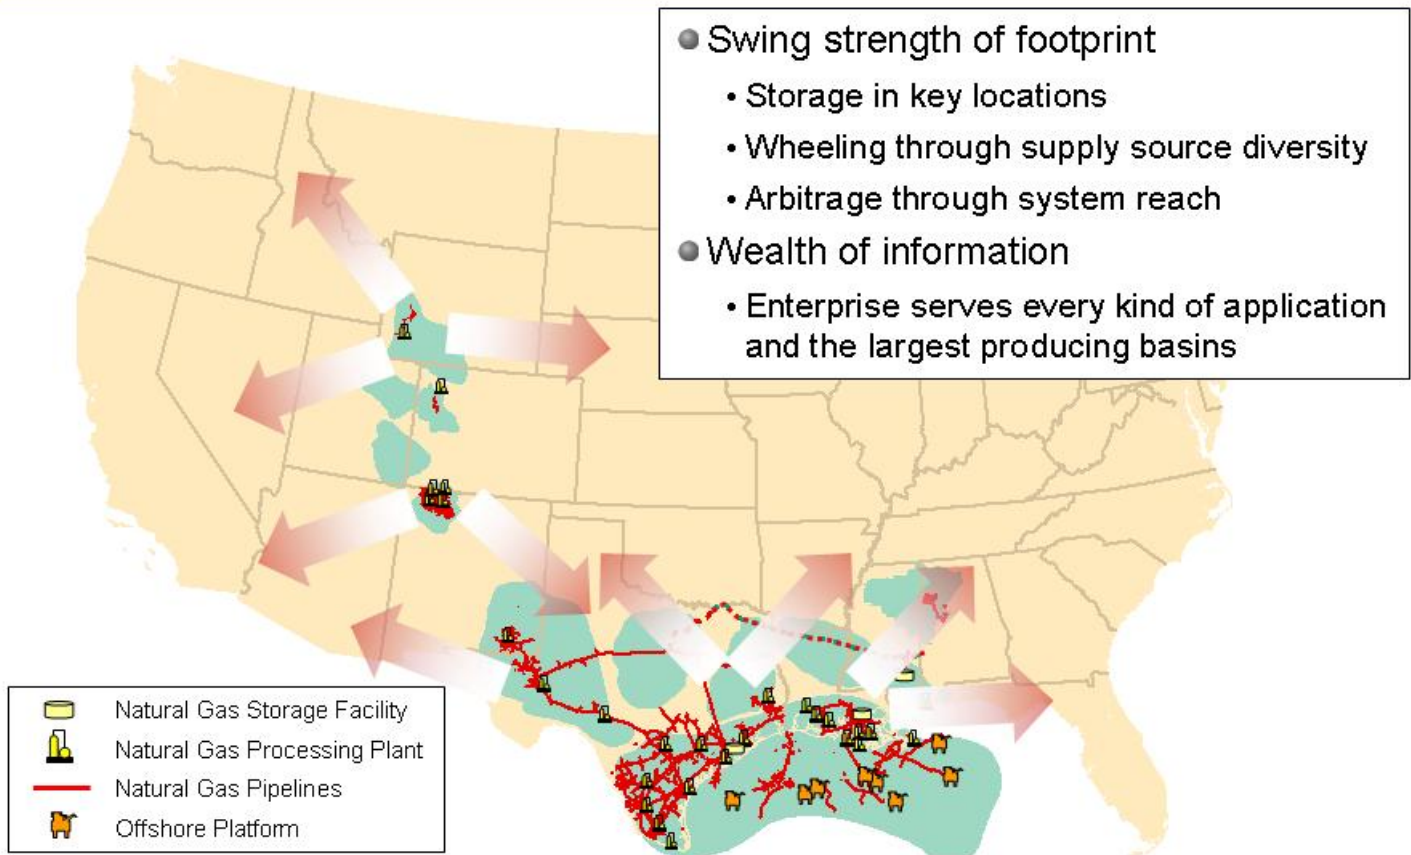 Swing strength of footprint
• Storage in key locations
• Wheeling through supply source diversity
• Arbitrage through system reach
Wealth of information
• Enterprise serves every kind of application
and the largest producing basins
Natural Gas Storage Facility
Natural Gas Processing Plant
Natural Gas Pipelines
Offshore Platform